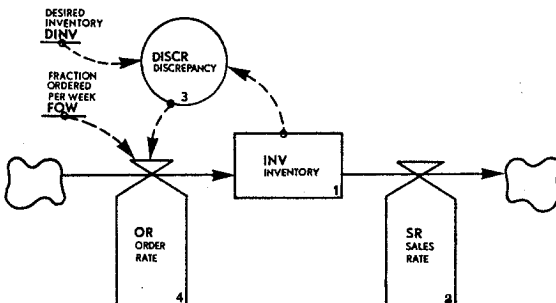 DESIRED
INVENTORY
DINV
FRACTION
ORDERED
PER WEEK
FOW
DISCR
DISCREPANCY
3
INV
INVENTORY
1
OR
ORDER
RATE
4
SR
SALES
RATE
2